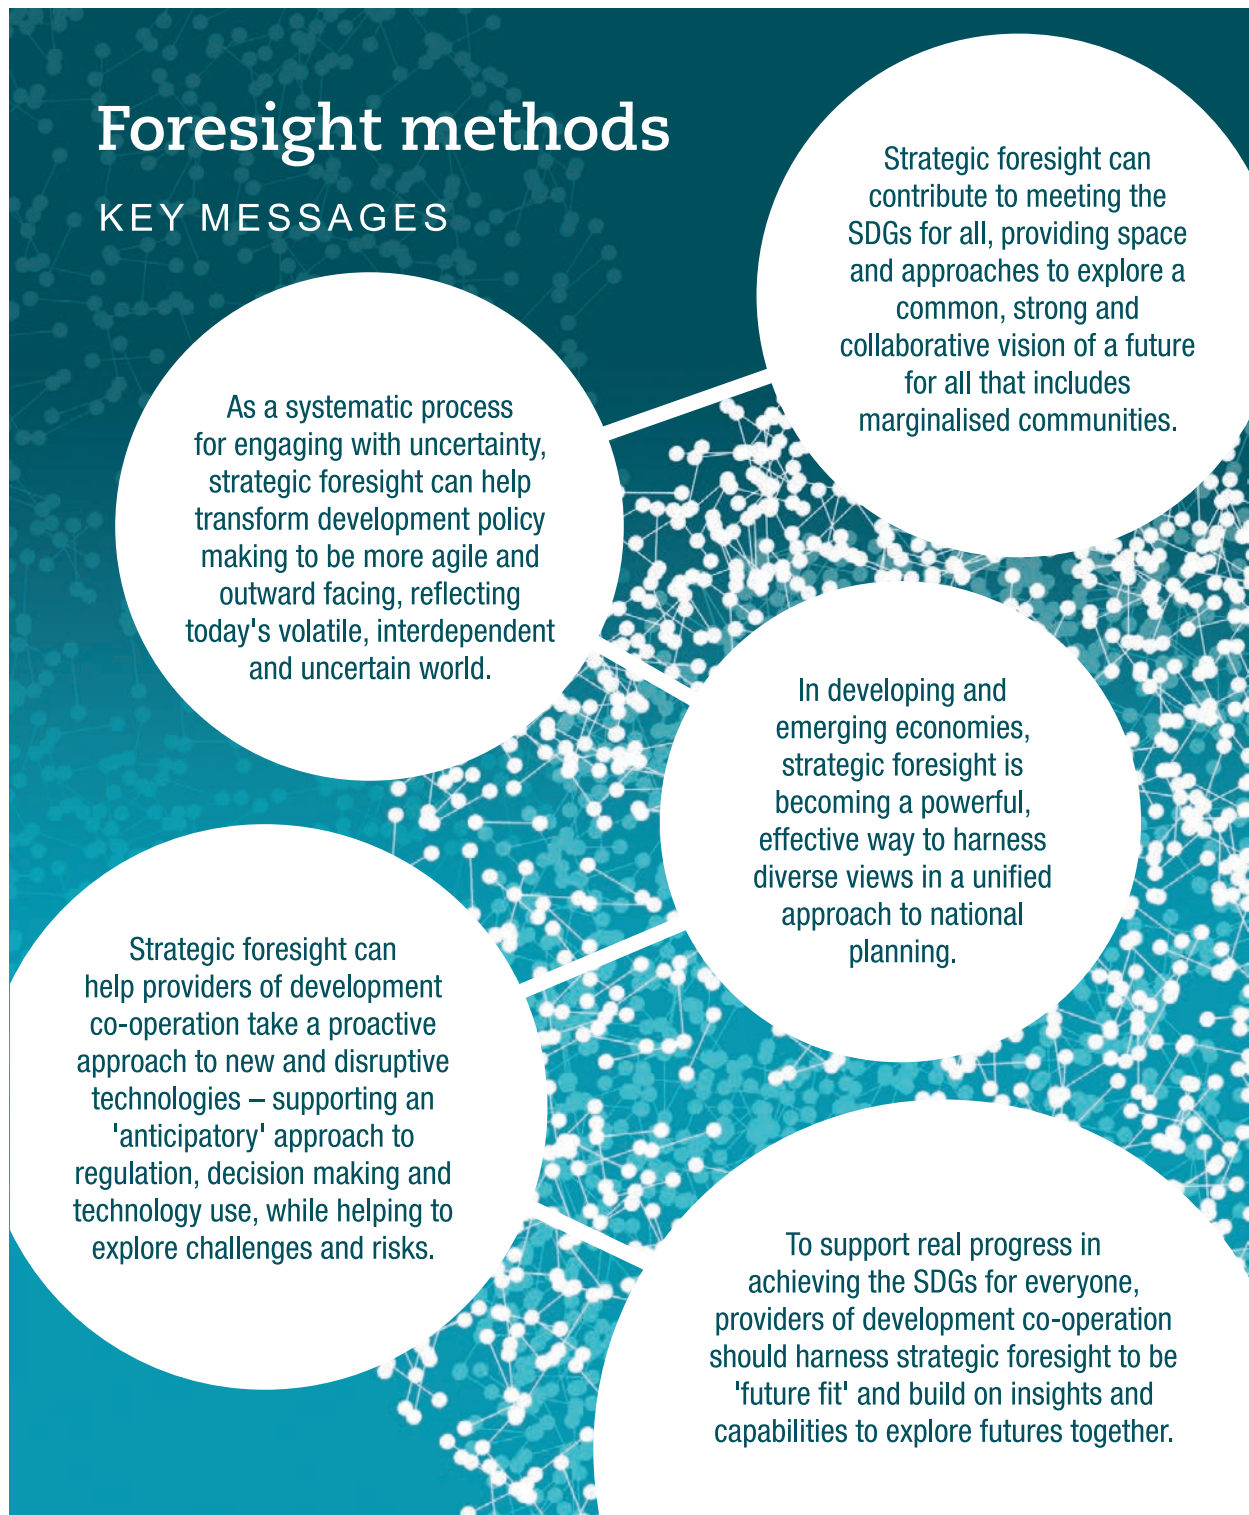 Foresight methods
KEY MESSAGES
Strategic foresight can
contribute to meeting the
SDGs for all, providing space
and approaches to explore a
common, strong and
collaborative vision of a future
for all that includes
marginalised communities.
As a systematic process
for engaging with uncertainty,
strategic foresight can help
transform development policy
making to be more agile and
outward facing, reflecting
today's volatile, interdependent
and uncertain world.
In developing and
emerging economies,
strategic foresight is
becoming a powerful,
effective way to harness
diverse views in a unified
approach to national
planning.
Strategic foresight can
help providers of development
co-operation take a proactive
approach to new and disruptive
technologies – supporting an
'anticipatory' approach to
regulation, decision making and
technology use, while helping to
explore challenges and risks.
To support real progress in
achieving the SDGs for everyone,
providers of development co-operation
should harness strategic foresight to be
'future fit' and build on insights and
capabilities to explore futures together.